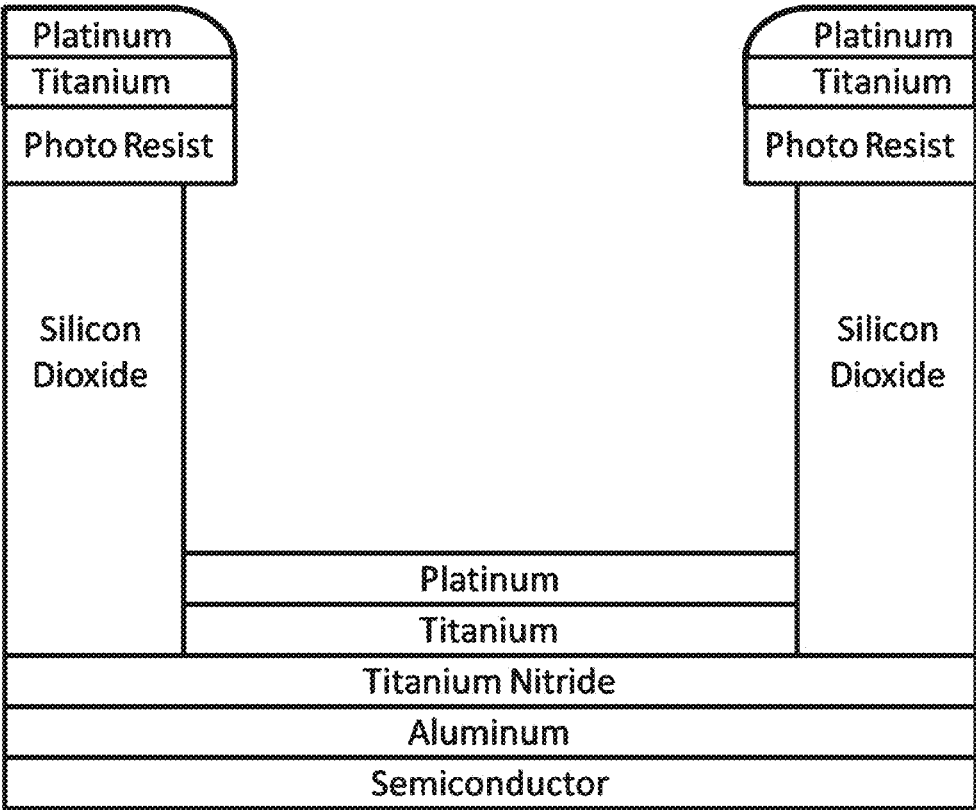 Platinum
Platinum
Titanium
Titanium
Photo Resist
Photo Resist
Silicon
Dioxide
Silicon
Dioxide
Platinum
Titanium
Titanium Nitride
Aluminum
Semiconductor